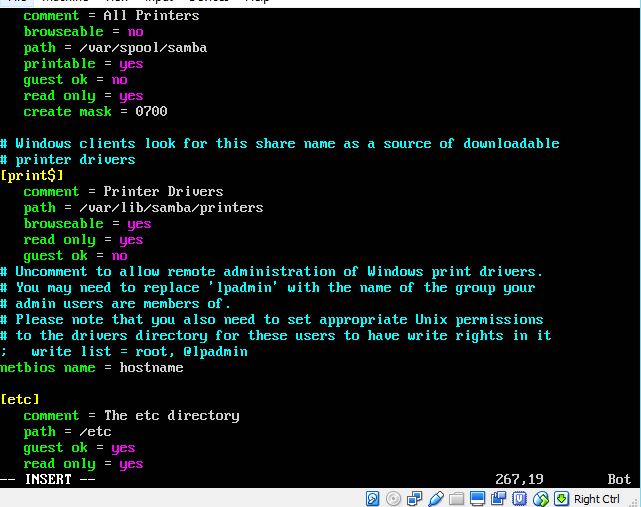 comment = All Printers
browseable = no
path = /var/spool/samba
printable = yes
guest ok = no
read only = yes
create mask = 0700
# Windows clients look for this share name as a source of downloadable
# printer drivers
[print$]
comment = Printer Drivers
path = /var/lib/samba/printers
browseable = yes
read only = yes
guest ok = no
# Uncomment to allow remote administration of Windows print drivers.
# You may need to replace 'lpadmin' with the name of the group your
# admin users are members of.
# Please note that you also need to set appropriate Unix permissions
# to the drivers directory for these users to have write rights in it
;   write list = root, @lpadmin
netbios name = hostname
[etc]
comment = The etc directory
path = /etc
guest ok = yes
read only = yes
-- INSERT -- 267,19 Bot
Right Ctrl